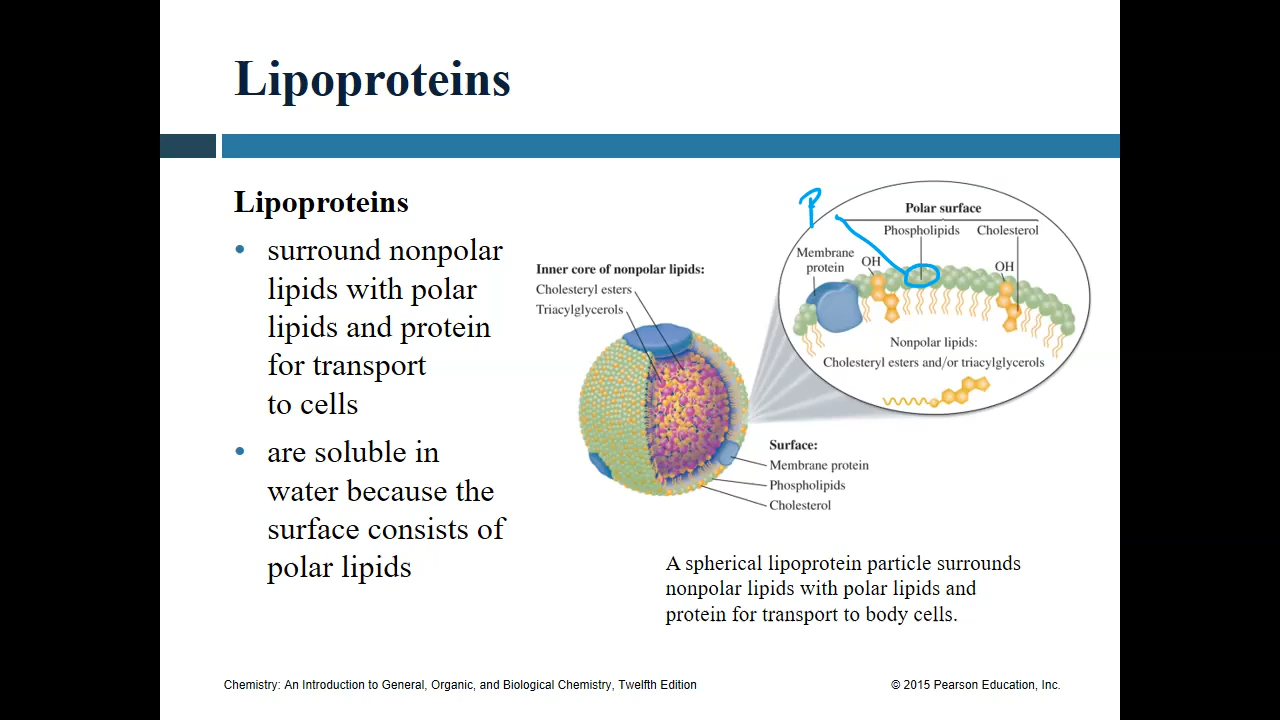 Lipoproteins
Lipoproteins
• surround nonpolar
lipids with polar
lipids and protein
for transport
to cells
• are soluble in
water because the
surface consists of
polar lipids
Inner core of nonpolar lipids:
Cholesteryl esters
Triacylglycerols
P
Polar surface
Phospholipids Cholesterol
Membrane
protein
OH
OH
Nonpolar lipids:
Cholesteryl esters and/or triacylglycerols
Surface:
Membrane protein
Phospholipids
Cholesterol
A spherical lipoprotein particle surrounds
nonpolar lipids with polar lipids and
protein for transport to body cells.
Chemistry: An Introduction to General, Organic, and Biological Chemistry, Twelfth Edition
© 2015 Pearson Education, Inc.